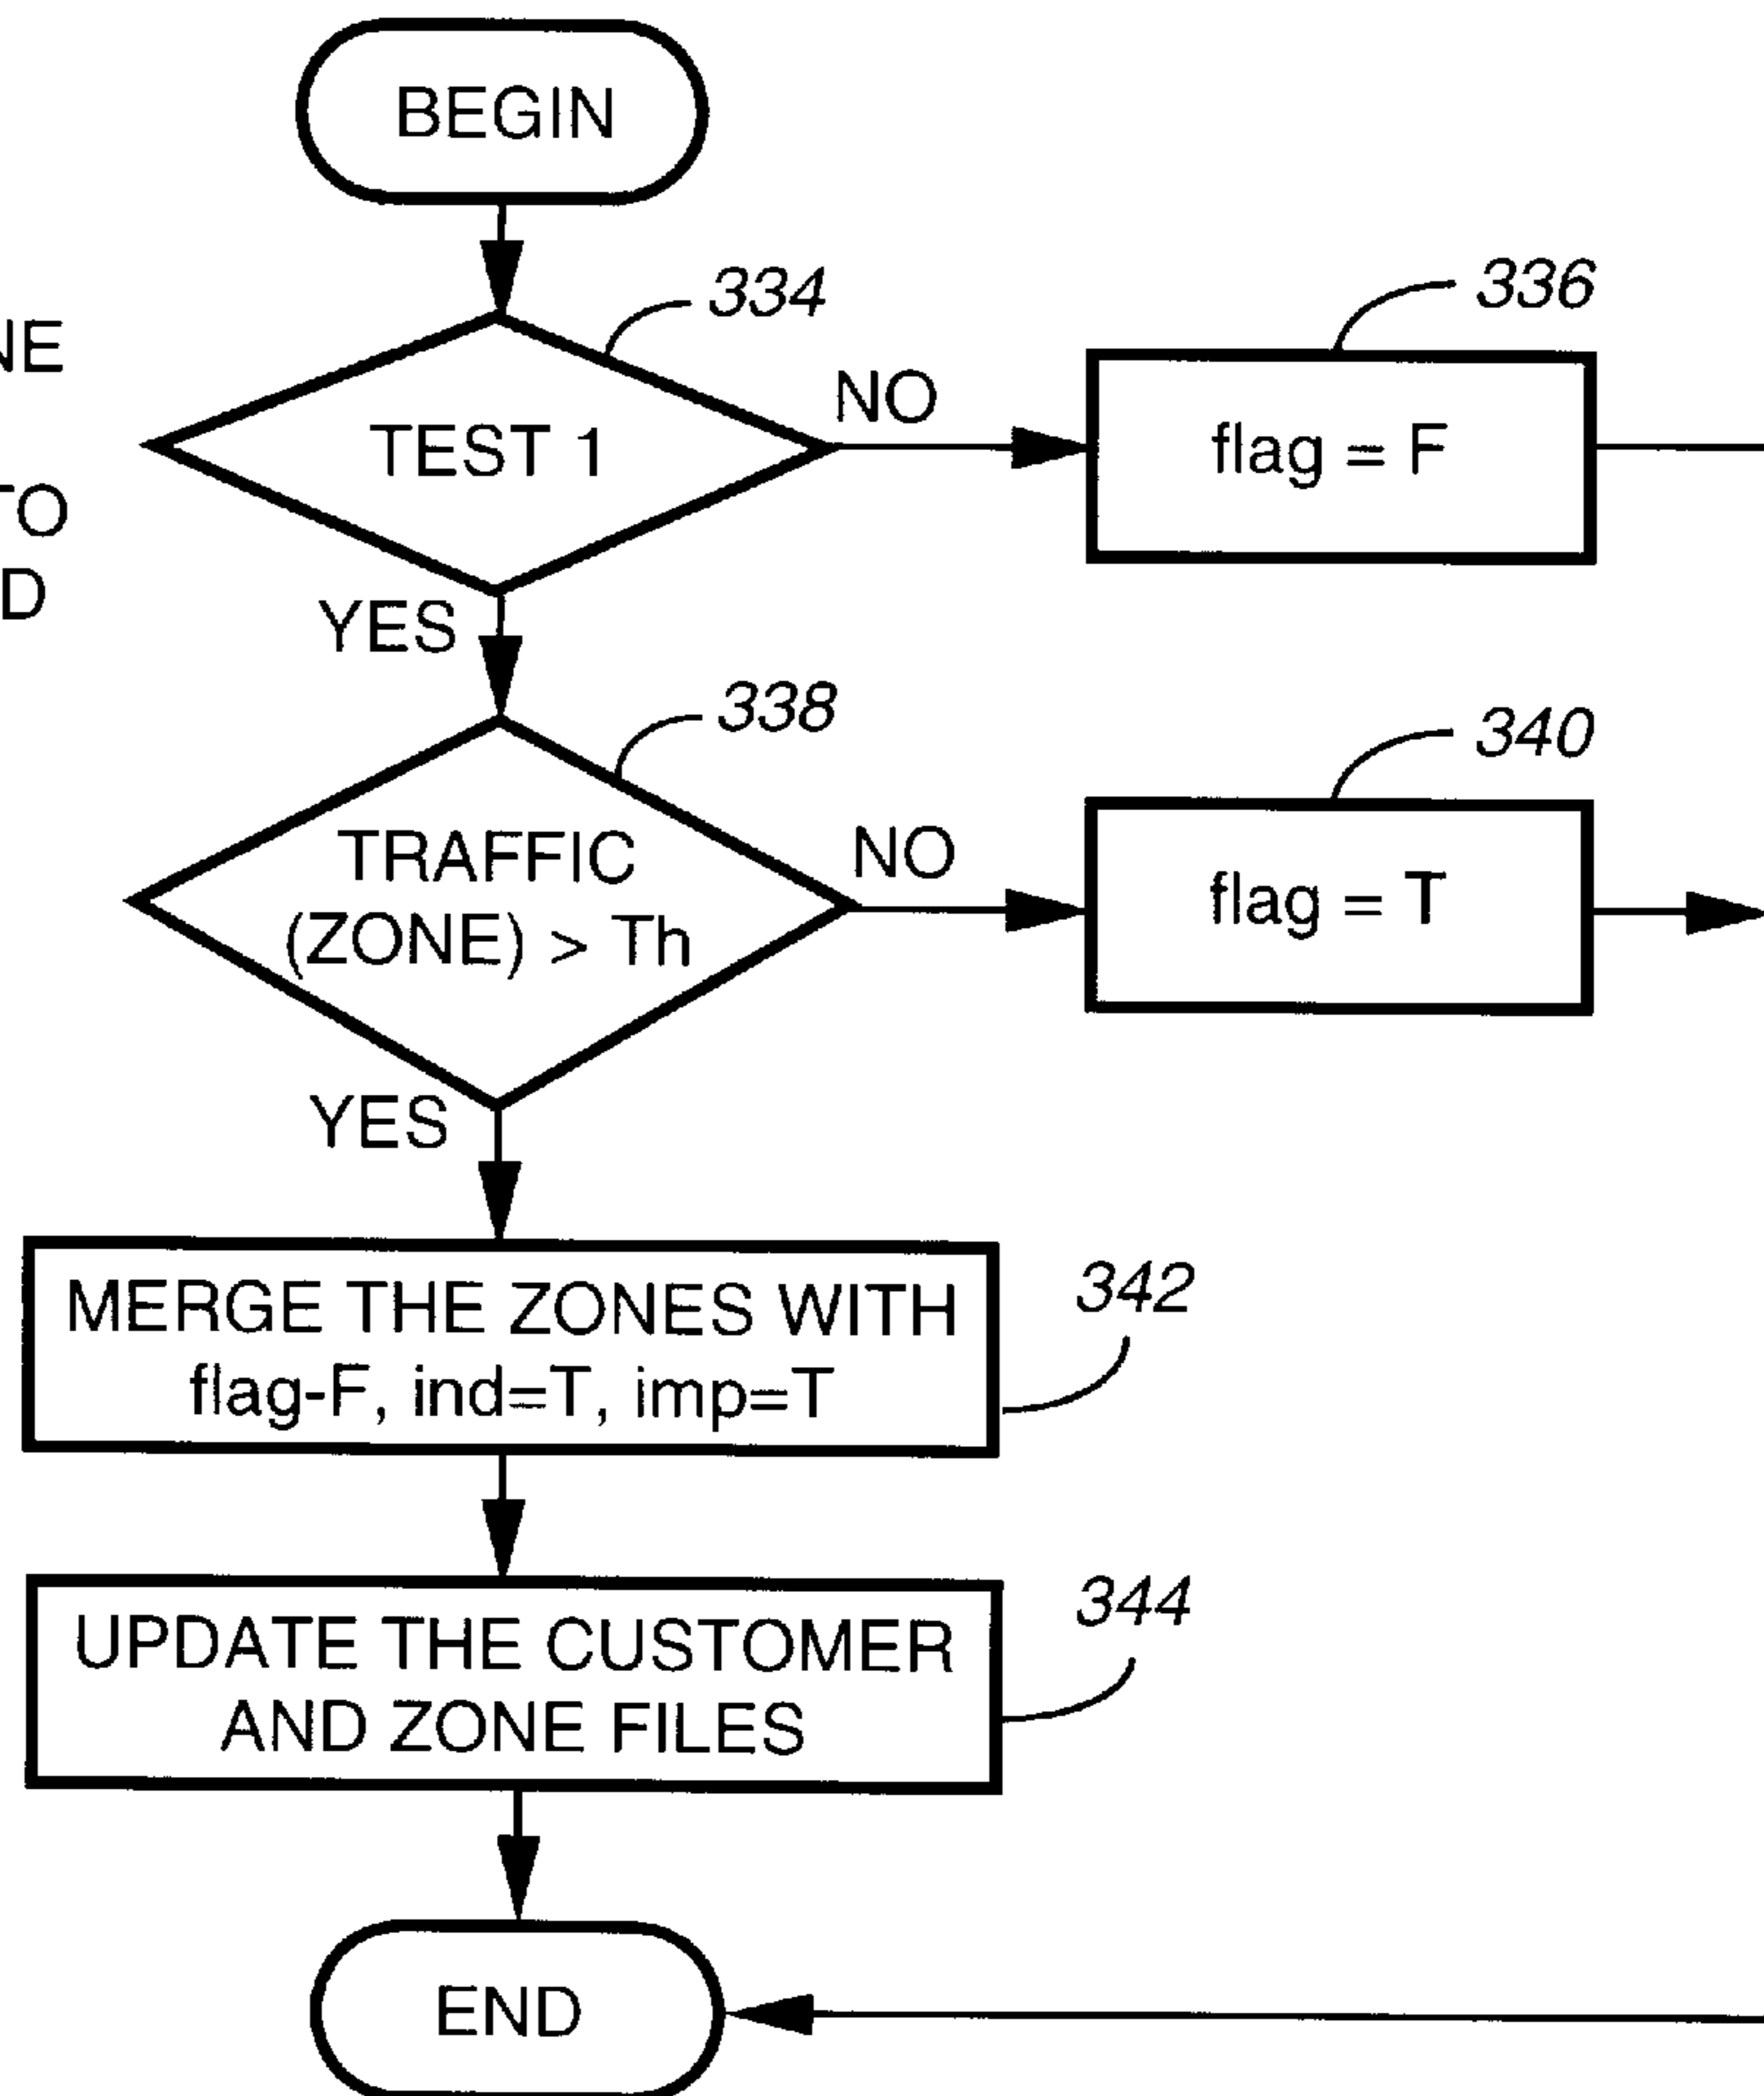 BEGIN
334
336
NE
NO
TEST 1
flag = F
TO
D
YES
338
340
TRAFFIC
NO
flag = T
(ZONE) > Th
YES
342
MERGE THE ZONES WITH
flag-F, ind=T, imp=T
344
UPDATE THE CUSTOMER
AND ZONE FILES
END